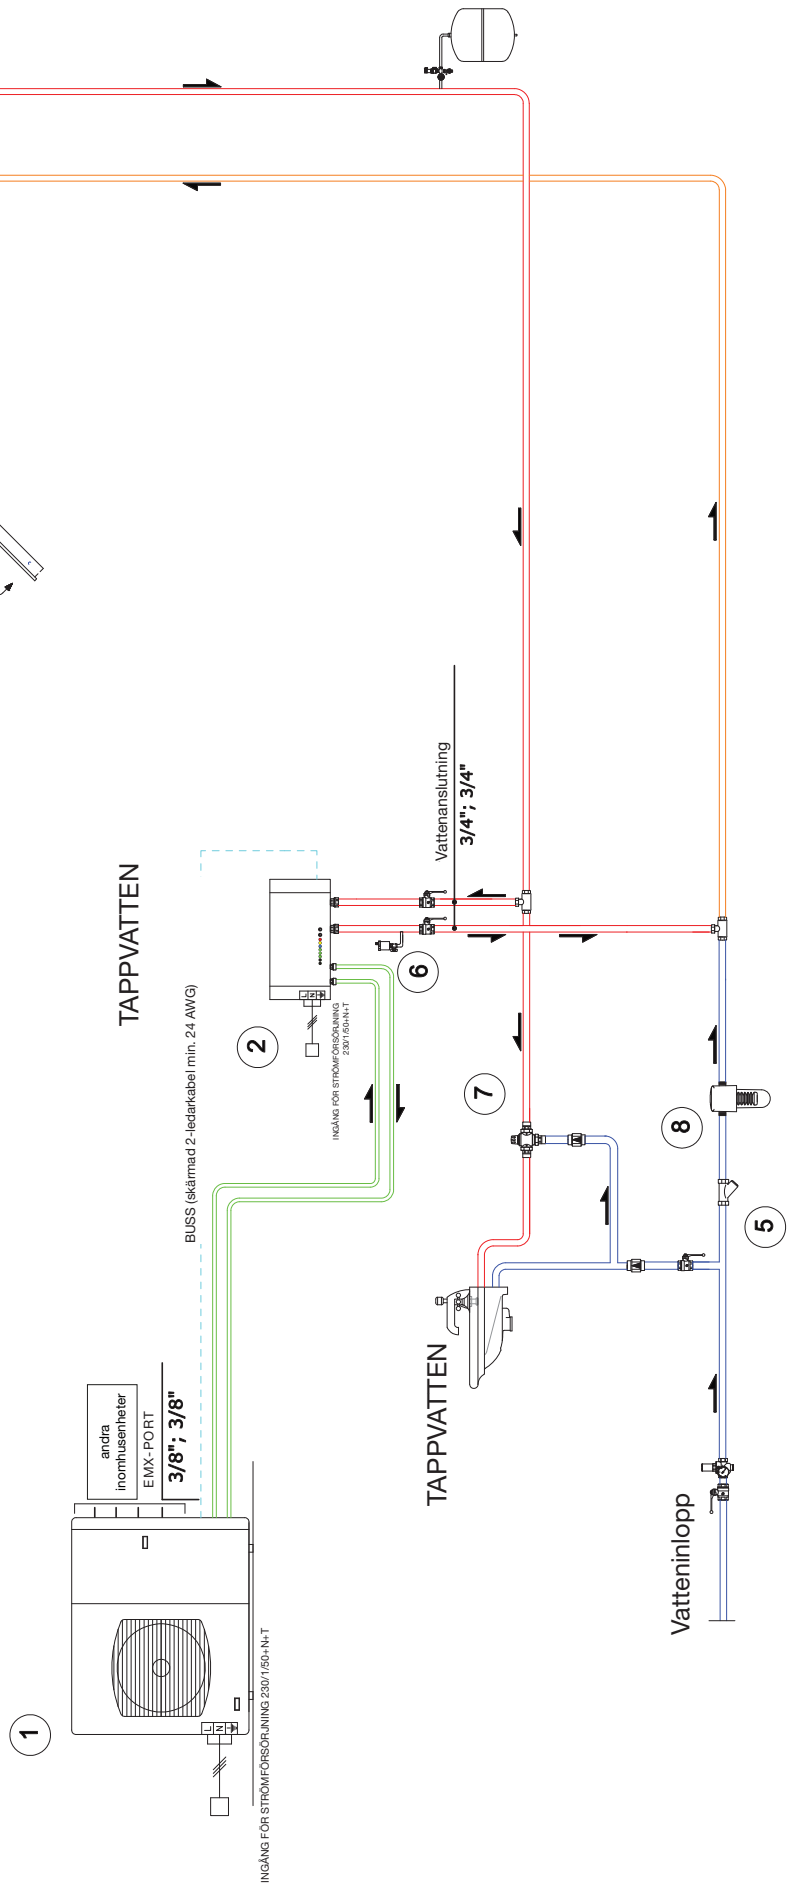 1
INGÅNG FÖR STRÖMFÖRSÖRJNING 230/1/50+N+T
L
N
andra
inomhusenheter
EMX-PORT
3/8"; 3/8"
BUSS (skärmad 2-ledarkabel min. 24 AWG)
TAPPVATTEN
2
L
N
INGÅNG FÖR STRÖMFÖRSÖRJNING
230/1/50+N+T
6
Vattenanslutning
3/4"; 3/4"
7
TAPPVATTEN
8
5
Vatteninlopp